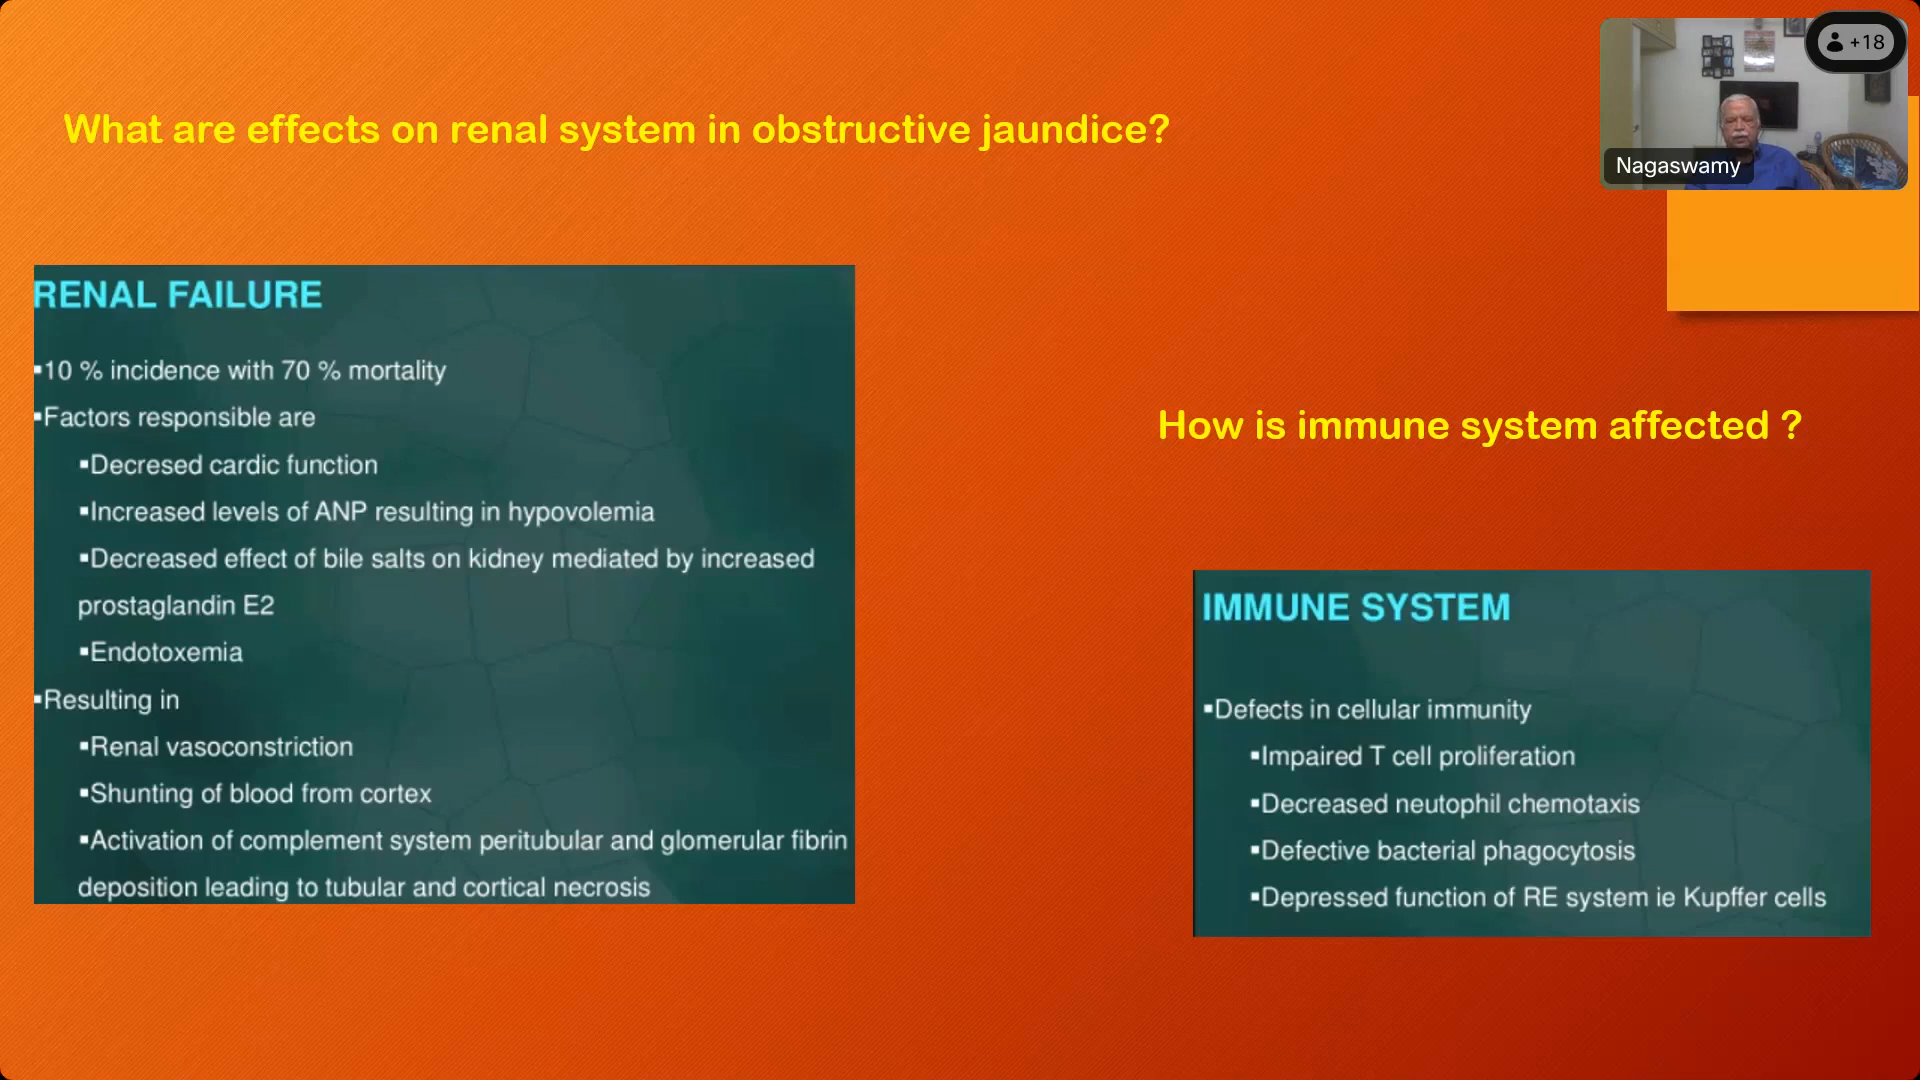 What are effects on renal system in obstructive jaundice?
+18
Nagaswamy
RENAL FAILURE
▪10 % incidence with 70 % mortality
▪Factors responsible are
▪Decresed cardic function
▪Increased levels of ANP resulting in hypovolemia
▪Decreased effect of bile salts on kidney mediated by increased
prostaglandin E2
▪Endotoxemia
▪Resulting in
▪Renal vasoconstriction
▪Shunting of blood from cortex
▪Activation of complement system peritubular and glomerular fibrin
deposition leading to tubular and cortical necrosis
How is immune system affected ?
IMMUNE SYSTEM
▪Defects in cellular immunity
▪Impaired T cell proliferation
▪Decreased neutophil chemotaxis
▪Defective bacterial phagocytosis
▪Depressed function of RE system ie Kupffer cells